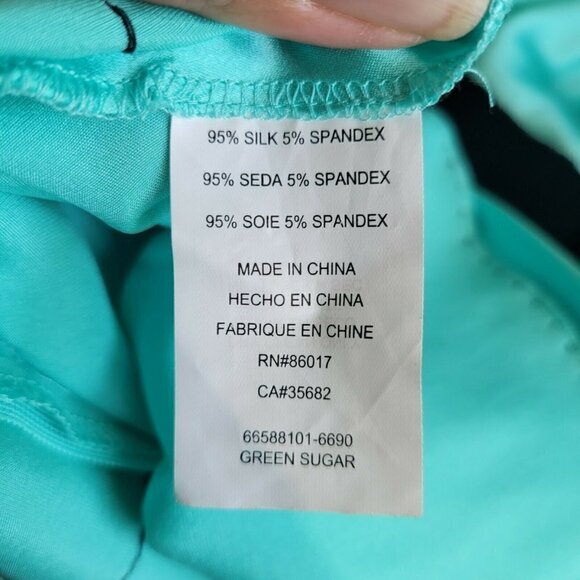 95% SILK 5% SPANDEX
95% SEDA 5% SPANDEX
95% SOIE 5% SPANDEX
MADE IN CHINA
HECHO EN CHINA
FABRIQUE EN CHINE
RN#86017
CA#35682
66588101-6690
GREEN SUGAR